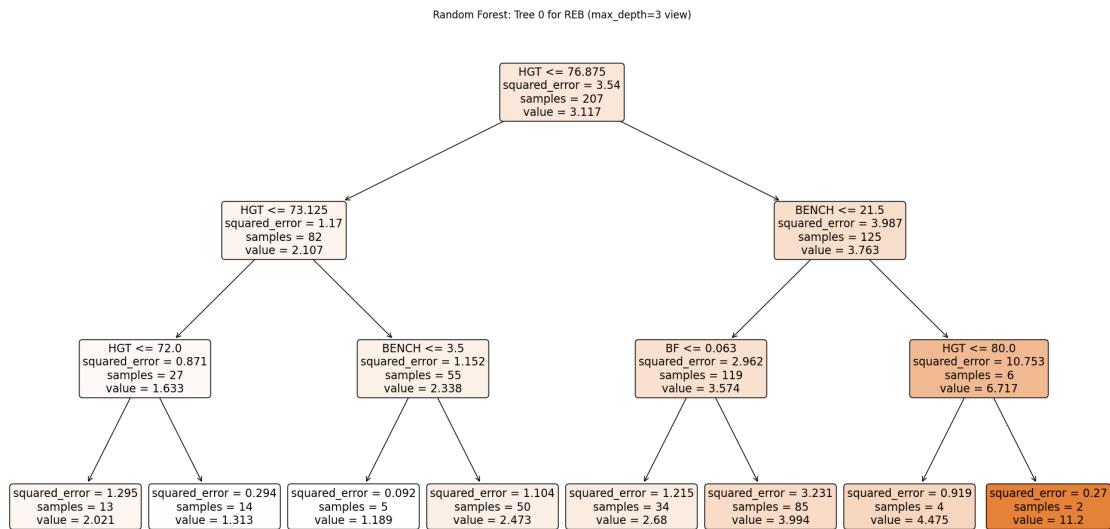 Random Forest: Tree 0 for REB (max_depth=3 view)
HGT <= 76.875
squared_error = 3.54
samples = 207
value = 3.117
HGT <= 73.125
squared_error = 1.17
samples = 82
value = 2.107
BENCH <= 21.5
squared_error = 3.987
samples = 125
value = 3.763
HGT <= 72.0
squared_error = 0.871
samples = 27
value = 1.633
BENCH <= 3.5
squared_error = 1.152
samples = 55
value = 2.338
BF <= 0.063
squared_error = 2.962
samples = 119
value = 3.574
HGT <= 80.0
squared_error = 10.753
samples = 6
value = 6.717
squared_error = 1.295
samples = 13
value = 2.021
squared_error = 0.294
samples = 14
value = 1.313
squared_error = 0.092
samples = 5
value = 1.189
squared_error = 1.104
samples = 50
value = 2.473
squared_error = 1.215
samples = 34
value = 2.68
squared_error = 3.231
samples = 85
value = 3.994
squared_error = 0.919
samples = 4
value = 4.475
squared_error = 0.27
samples = 2
value = 11.2